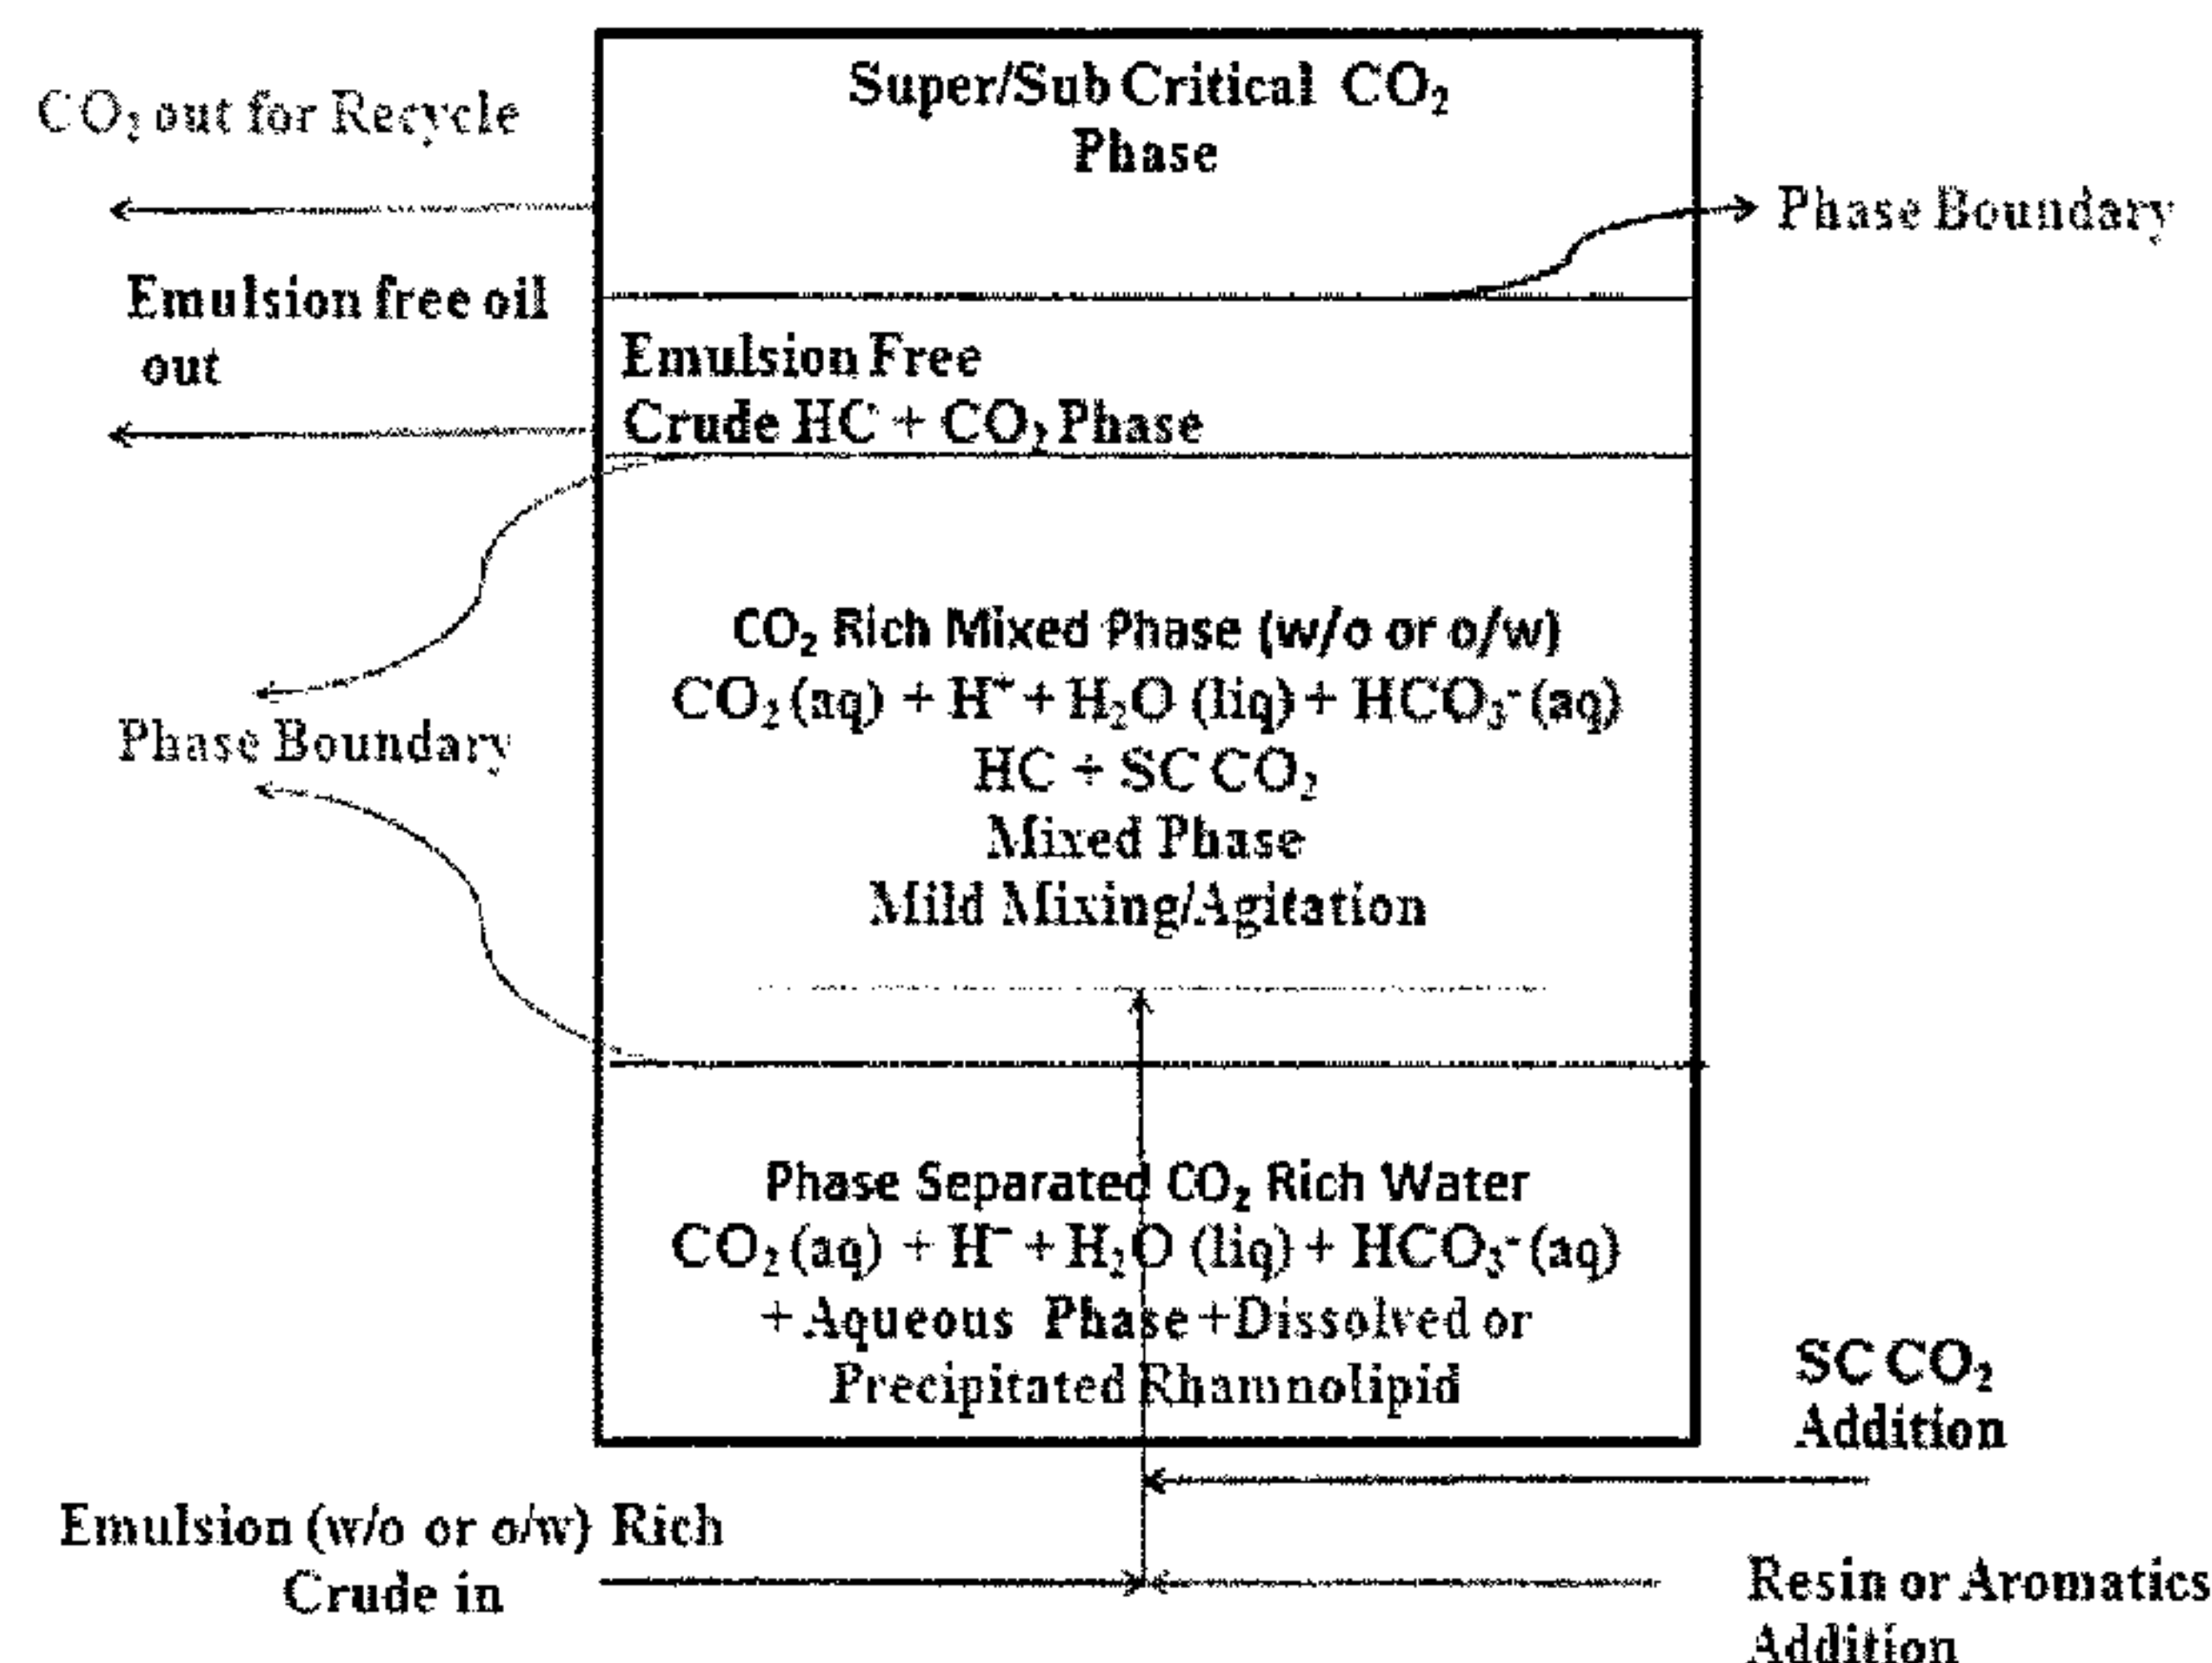 Super/Sub Critical CO₂
Phase
CO₂ out for Recycle
Phase Boundary
Emulsion free oil
out
Emulsion Free
Crude HC + CO₂ Phase
CO₂ Rich Mixed Phase (w/o or o/w)
CO₂ (aq) + H⁺ + H₂O (liq) + HCO₃⁻ (aq)
HC + SC CO₂
Mixed Phase
Mild Mixing/Agitation
Phase Boundary
Phase Separated CO₂ Rich Water
CO₂ (aq) + H⁻ + H₂O (liq) + HCO₃⁻ (aq)
+ Aqueous Phase +Dissolved or
Precipitated Rhamnolipid
SC CO₂
Addition
Emulsion (w/o or o/w) Rich
Crude in
Resin or Aromatics
Addition